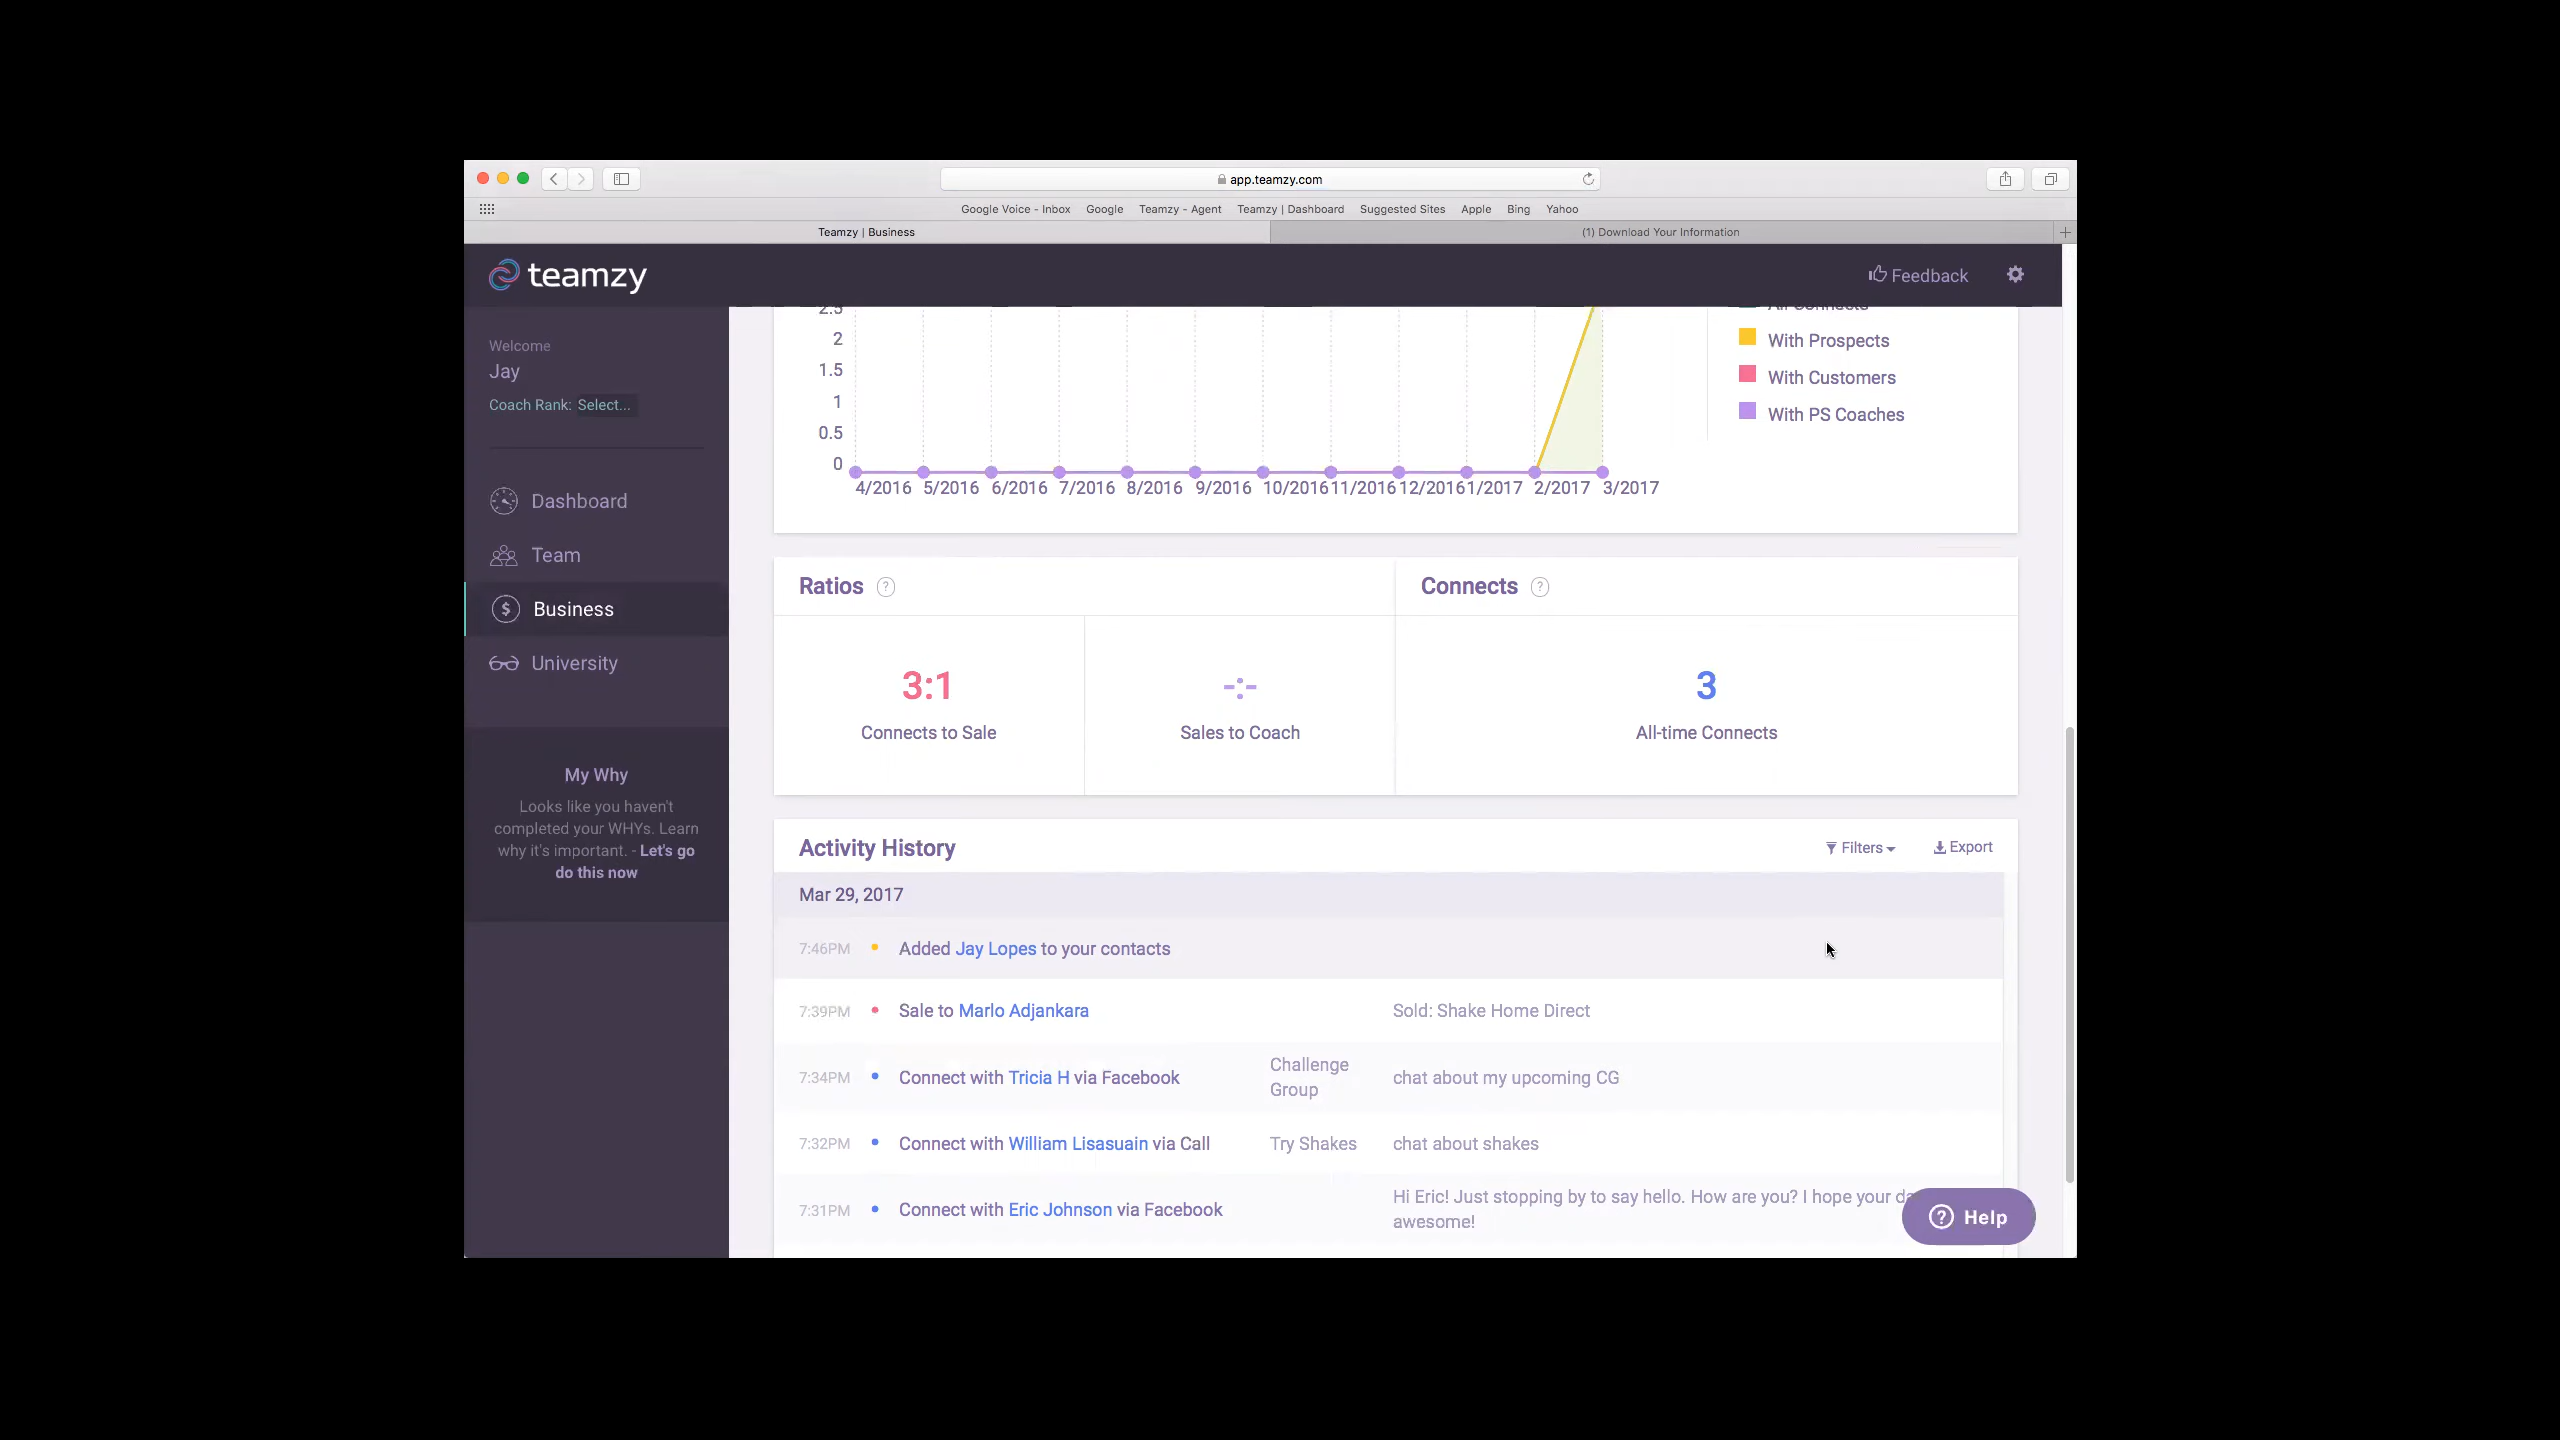 app.teamzy.com
Google Voice - Inbox Google Teamzy - Agent Teamzy | Dashboard Suggested Sites Apple Bing Yahoo
Teamzy | Business (1) Download Your Information
teamzy
Feedback
Welcome
Jay
Coach Rank: Select...
Dashboard
Team
Business
University
My Why
Looks like you haven't
completed your WHYs. Learn
why it's important. - Let's go
do this now
2.5
2
1.5
1
0.5
0
4/2016 5/2016 6/2016 7/2016 8/2016 9/2016 10/2016 11/2016 12/2016 1/2017 2/2017 3/2017
All Connects
With Prospects
With Customers
With PS Coaches
Ratios ?
Connects ?
3:1
Connects to Sale
-:-
Sales to Coach
3
All-time Connects
Activity History
Filters
Export
Mar 29, 2017
7:46PM Added Jay Lopes to your contacts
7:39PM Sale to Marlo Adjankara Sold: Shake Home Direct
7:34PM Connect with Tricia H via Facebook Challenge
Group chat about my upcoming CG
7:32PM Connect with William Lisasuain via Call Try Shakes chat about shakes
7:31PM Connect with Eric Johnson via Facebook Hi Eric! Just stopping by to say hello. How are you? I hope your
awesome!
? Help